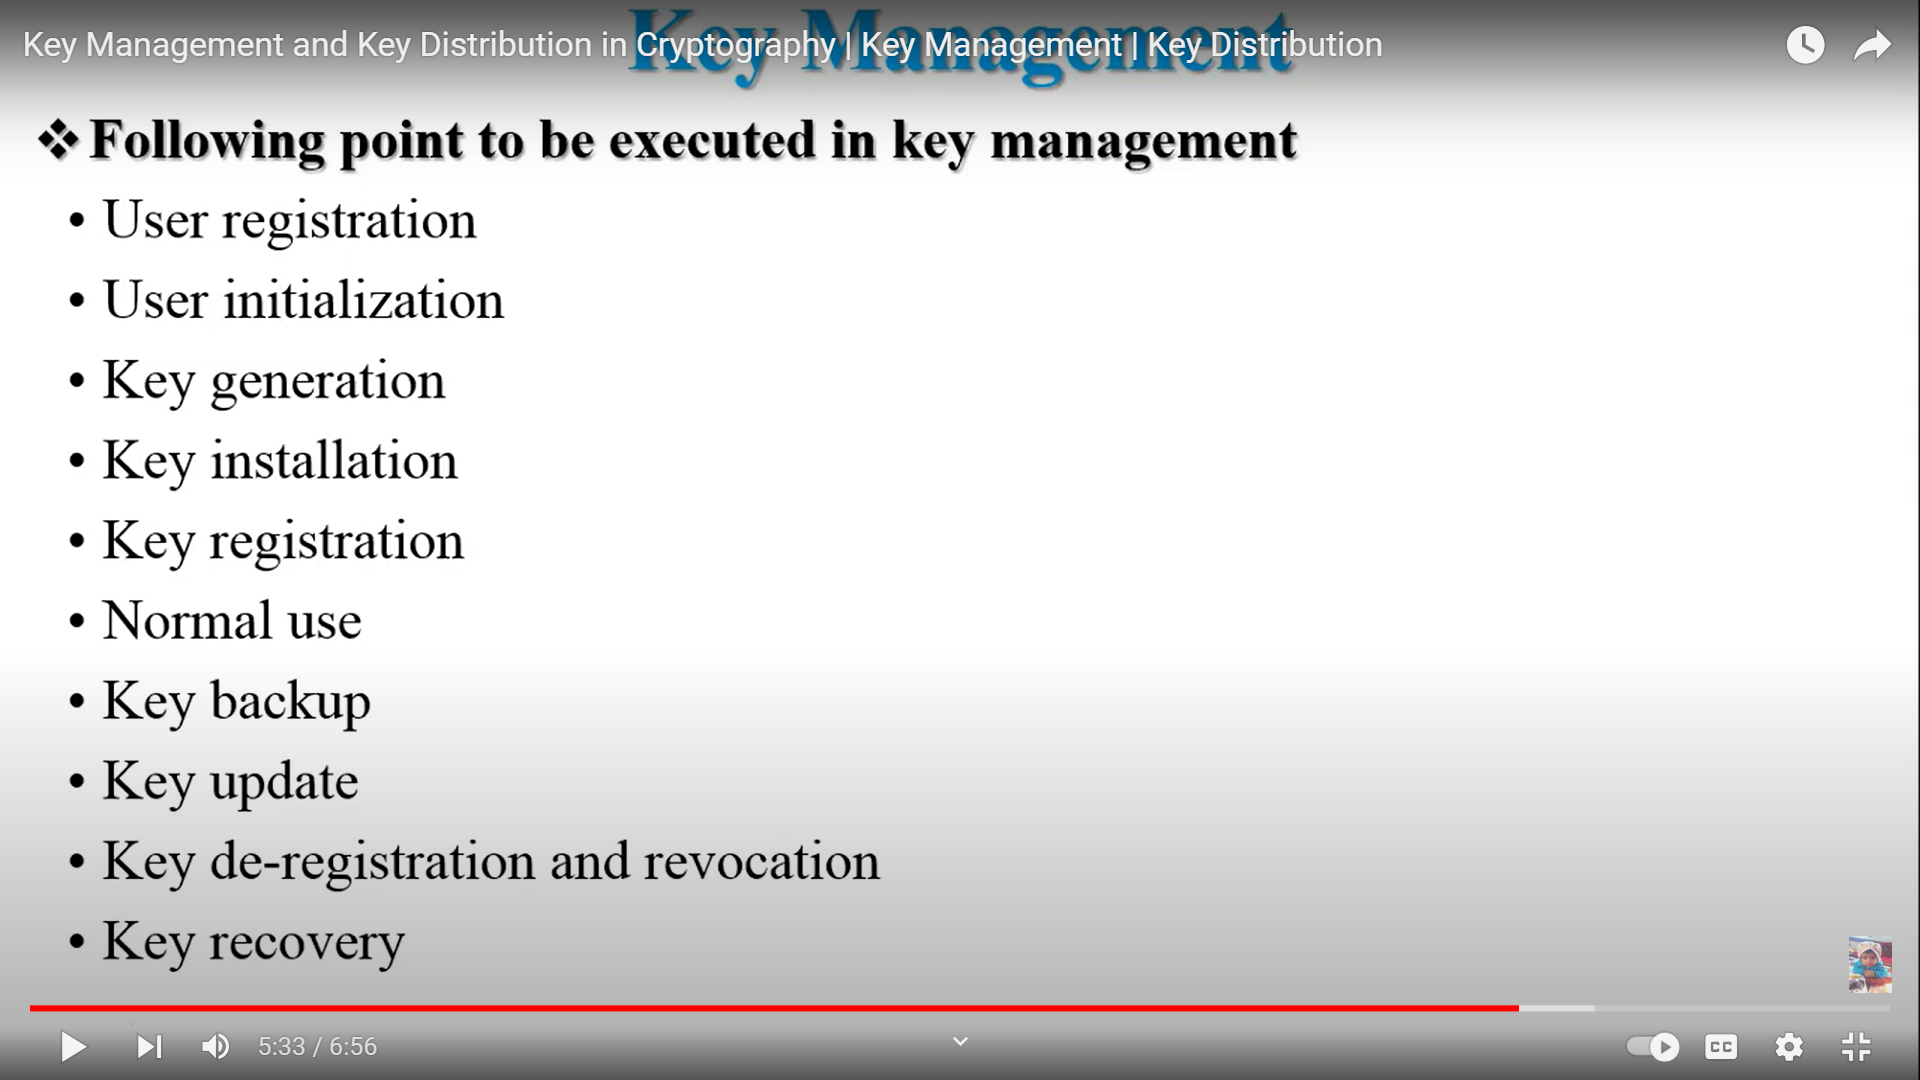 Key Management
Key Management and Key Distribution in Cryptography | Key Management | Key Distribution
❖ Following point to be executed in key management
• User registration
• User initialization
• Key generation
• Key installation
• Key registration
• Normal use
• Key backup
• Key update
• Key de-registration and revocation
• Key recovery
5:33 / 6:56
CC